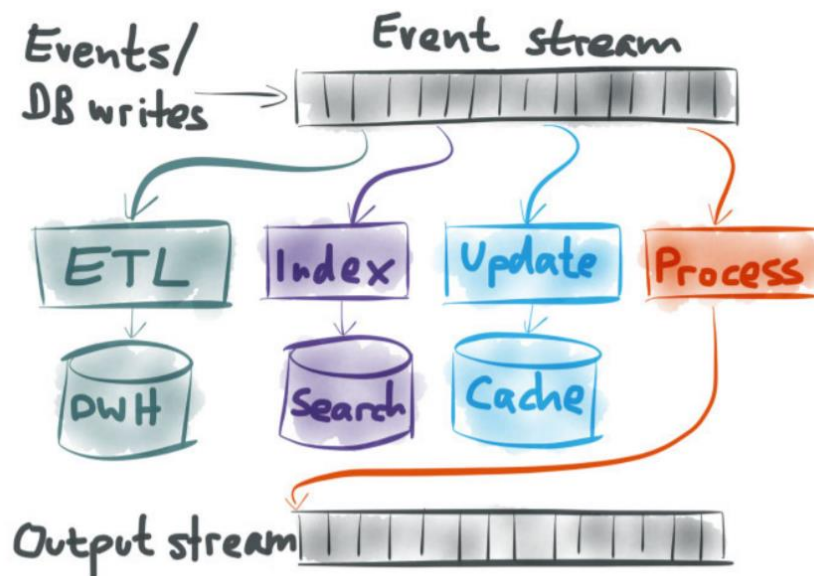 Events/
DB writes
Event stream
ETL
Index
Update
Process
DWH
Search
Cache
Output stream